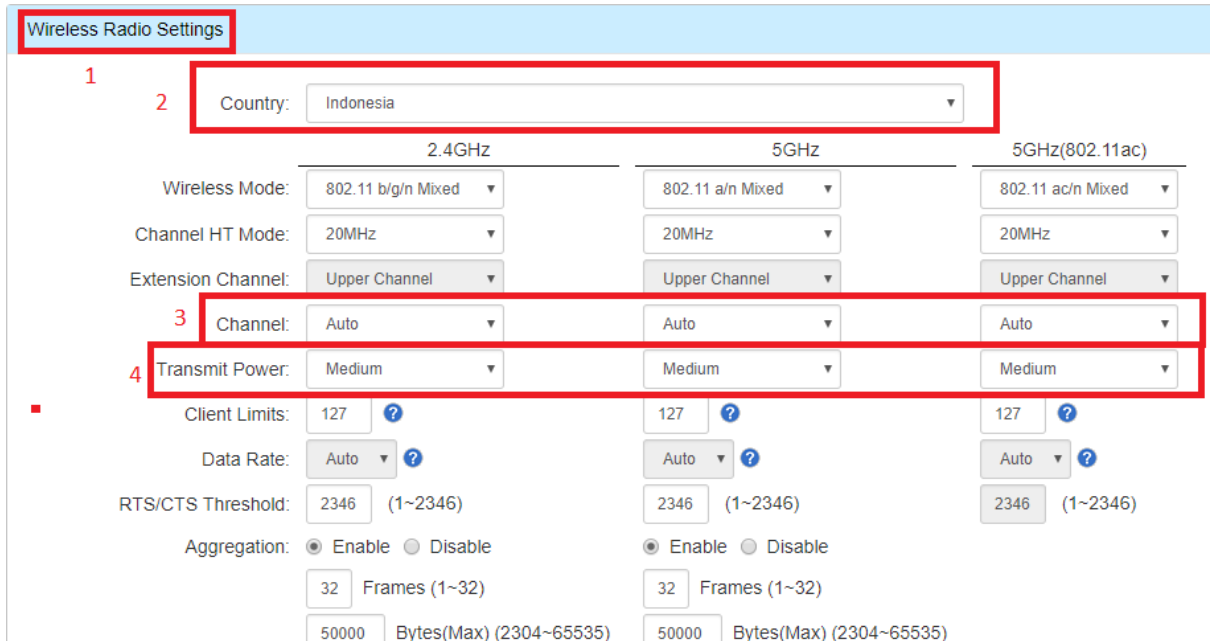 Wireless Radio Settings
1
2 Country: Indonesia
2.4GHz 5GHz 5GHz(802.11ac)
Wireless Mode: 802.11 b/g/n Mixed 802.11 a/n Mixed 802.11 ac/n Mixed
Channel HT Mode: 20MHz 20MHz 20MHz
Extension Channel: Upper Channel Upper Channel Upper Channel
3 Channel: Auto Auto Auto
4 Transmit Power: Medium Medium Medium
Client Limits: 127 ? 127 ? 127 ?
Data Rate: Auto ? Auto ? Auto ?
RTS/CTS Threshold: 2346 (1~2346) 2346 (1~2346) 2346 (1~2346)
Aggregation: Enable Disable Enable Disable
32 Frames (1~32) 32 Frames (1~32)
50000 Bytes(Max) (2304~65535) 50000 Bytes(Max) (2304~65535)